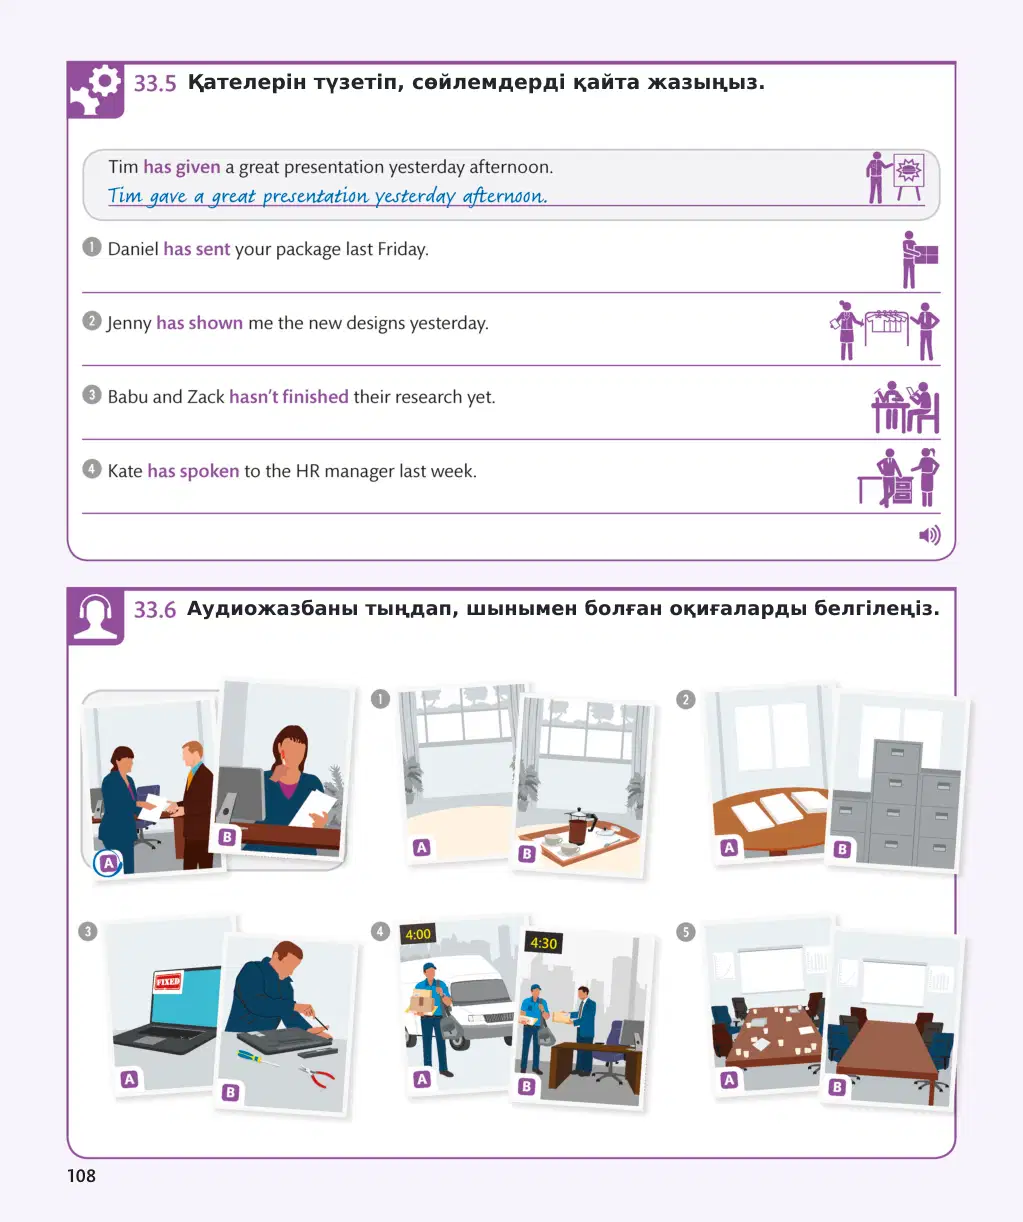 33.5 Қателерін түзетіп, сөйлемдерді қайта жазыңыз.
Tim has given a great presentation yesterday afternoon.
Tim gave a great presentation yesterday afternoon.
1 Daniel has sent your package last Friday.
2 Jenny has shown me the new designs yesterday.
3 Babu and Zack hasn't finished their research yet.
4 Kate has spoken to the HR manager last week.
33.6 Аудиожазбаны тыңдап, шынымен болған оқиғаларды белгілеңіз.
A
B
1
A
B
2
A
B
3
FIXED
A
B
4
4:00
4:30
A
B
5
A
B
108